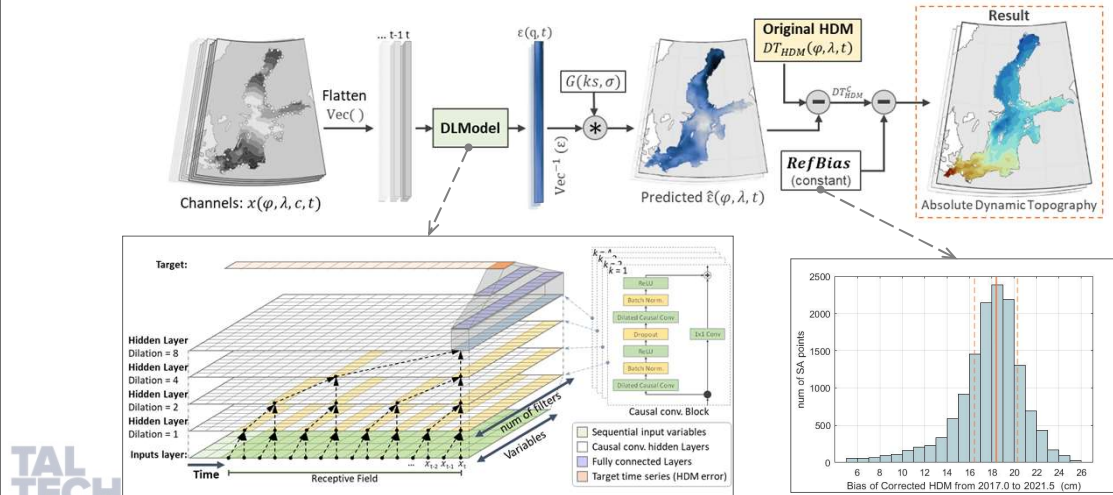 ... t-1 t
ε(q, t)
Flatten
Vec( )
DLModel
Vec⁻¹ (ε)
G(ks, σ)
*
Original HDM
DT_HDM(φ, λ, t)
DT^C_HDM
RefBias
(constant)
Result
Channels: x(φ, λ, c, t)
Predicted ε̂(φ, λ, t)
Absolute Dynamic Topography
Target:
Hidden Layer
Dilation = 8
Hidden Layer
Dilation = 4
Hidden Layer
Dilation = 2
Hidden Layer
Dilation = 1
Inputs layer:
Time
Receptive Field
... Xt-2 Xt-1 Xt
num of filters
Variables
k = 1
ReLU
Batch Norm.
Dilated Causal Conv
Dropout
ReLU
Batch Norm.
Dilated Causal Conv
1x1 Conv
Causal conv. Block
Sequential input variables
Causal conv. hidden Layers
Fully connected Layers
Target time series (HDM error)
num of SA points
2500
2000
1500
1000
500
0
6 8 10 12 14 16 18 20 22 24 26
Bias of Corrected HDM from 2017.0 to 2021.5 (cm)
TAL
TECH